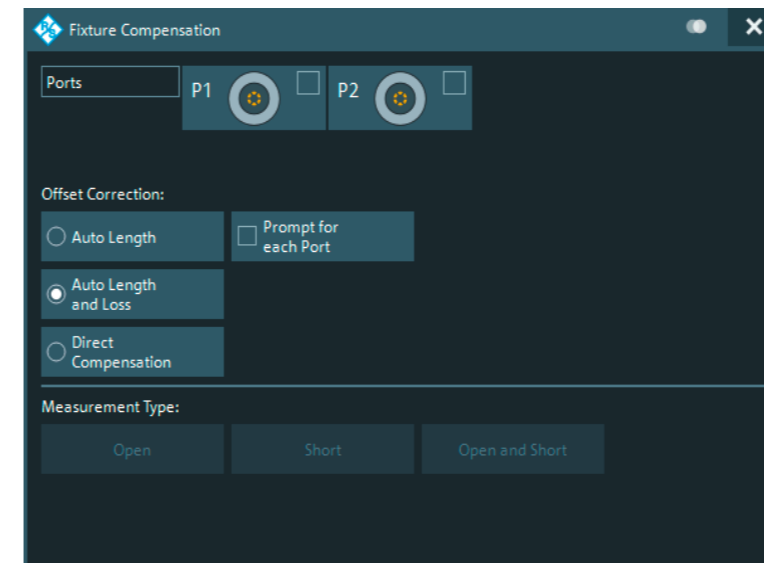 R&S Fixture Compensation
Ports
P1
P2
Offset Correction:
Auto Length
Prompt for
each Port
Auto Length
and Loss
Direct
Compensation
Measurement Type:
Open
Short
Open and Short